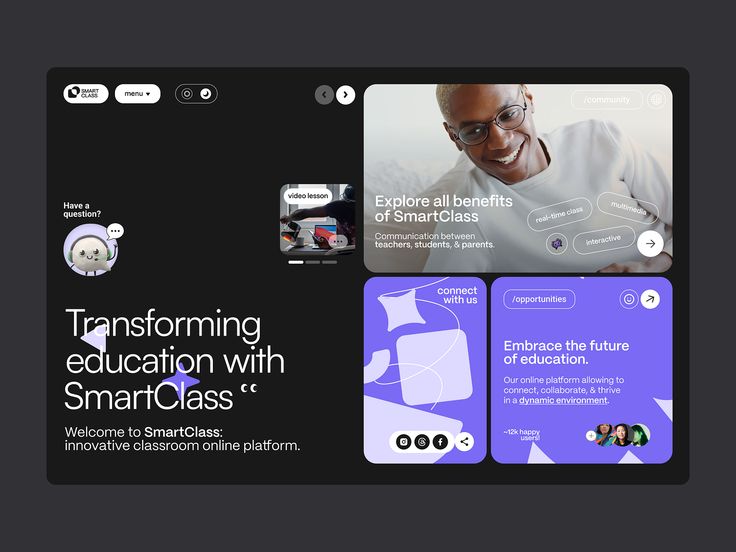 SMART
CLASS
menu
Have a
question?
video lesson
Transforming
education with
SmartClass
Welcome to SmartClass:
innovative classroom online platform.
/community
Explore all benefits
of SmartClass
Communication between
teachers, students, & parents.
real-time class
multimedia
interactive
connect
with us
/opportunities
Embrace the future
of education.
Our online platform allowing to
connect, collaborate, & thrive
in a dynamic environment.
~12k happy
users!